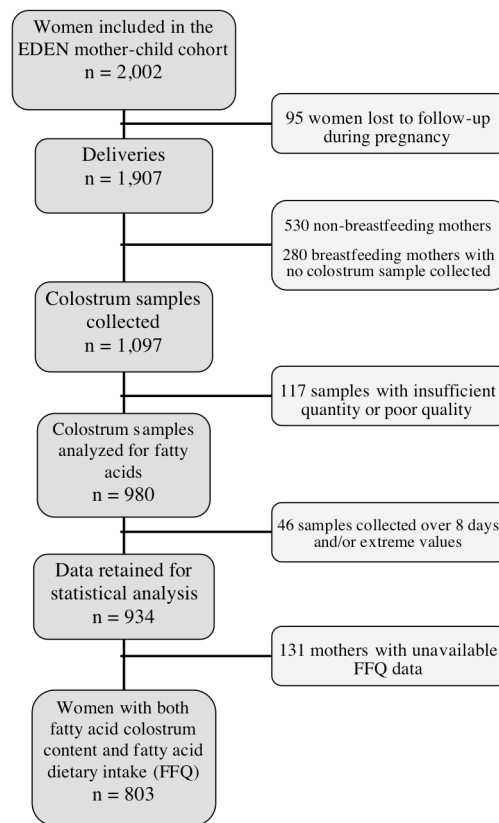 Women included in the
EDEN mother-child cohort
n = 2,002
95 women lost to follow-up
during pregnancy
Deliveries
n = 1,907
530 non-breastfeeding mothers
280 breastfeeding mothers with
no colostrum sample collected
Colostrum samples
collected
n = 1,097
117 samples with insufficient
quantity or poor quality
Colostrum samples
analyzed for fatty
acids
n = 980
46 samples collected over 8 days
and/or extreme values
Data retained for
statistical analysis
n = 934
131 mothers with unavailable
FFQ data
Women with both
fatty acid colostrum
content and fatty acid
dietary intake (FFQ)
n = 803